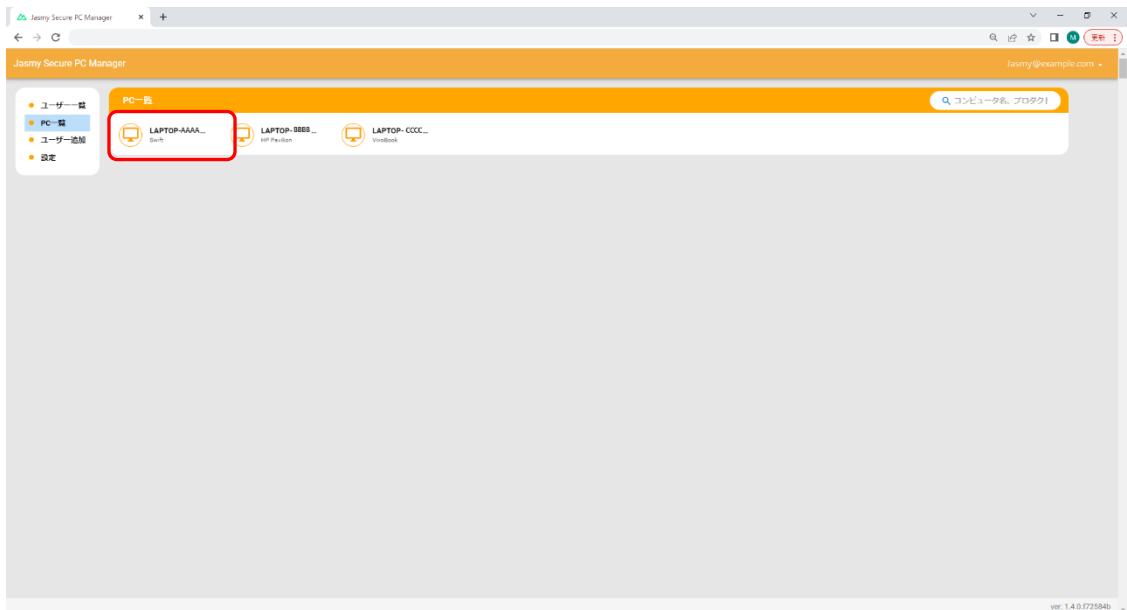 Jasmy Secure PC Manager
M 更新
Jasmy Secure PC Manager
Jasmy@example.com
ユーザー一覧
PC一覧
ユーザー追加
設定
PC一覧
コンピュータ名、プロダクト
LAPTOP-AAAA...
Swift
LAPTOP-BBBB...
HP Pavilion
LAPTOP-CCCC...
VivoBook
ver: 1.4.0.f72584b